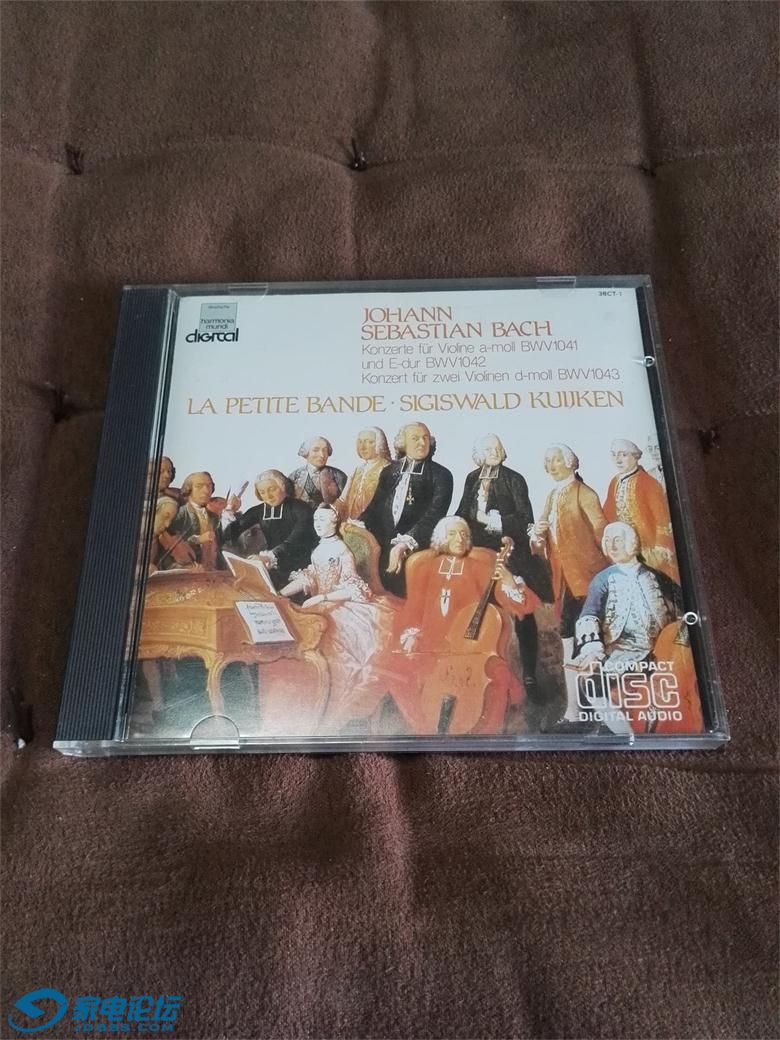 deutsche
harmonia
mundi
digital
38CT-1
JOHANN
SEBASTIAN BACH
Konzerte für Violine a-moll BWV1041
und E-dur BWV1042
Konzert für zwei Violinen d-moll BWV1043
LA PETITE BANDE · SIGISWALD KUIJKEN
COMPACT
disc
DIGITAL AUDIO
家电论坛
JDBBS.COM